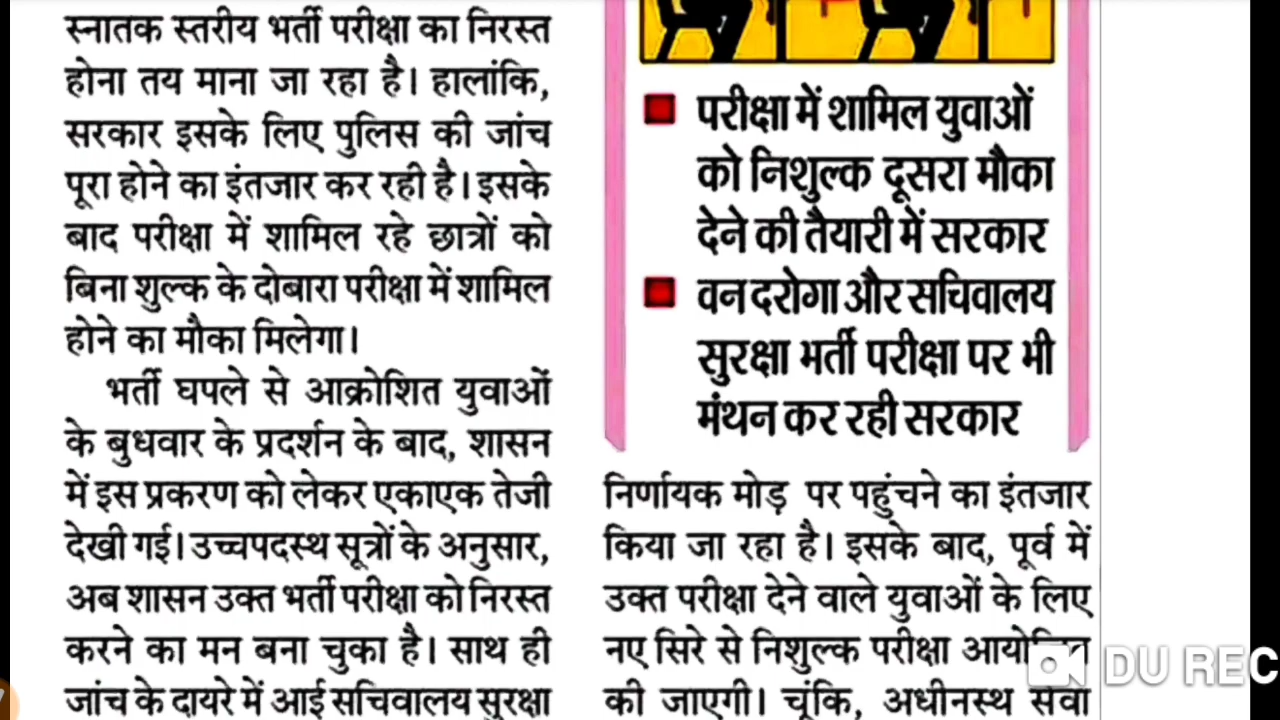 स्नातक स्तरीय भर्ती परीक्षा का निरस्त
होना तय माना जा रहा है। हालांकि,
सरकार इसके लिए पुलिस की जांच
पूरा होने का इंतजार कर रही है। इसके
बाद परीक्षा में शामिल रहे छात्रों को
बिना शुल्क के दोबारा परीक्षा में शामिल
होने का मौका मिलेगा।
भर्ती घपले से आक्रोशित युवाओं
के बुधवार के प्रदर्शन के बाद, शासन
में इस प्रकरण को लेकर एकाएक तेजी
देखी गई। उच्चपदस्थ सूत्रों के अनुसार,
अब शासन उक्त भर्ती परीक्षा को निरस्त
करने का मन बना चुका है। साथ ही
जांच के दायरे में आई सचिवालय सुरक्षा
परीक्षा में शामिल युवाओं
को निशुल्क दूसरा मौका
देने की तैयारी में सरकार
वन दरोगा और सचिवालय
सुरक्षा भर्ती परीक्षा पर भी
मंथन कर रही सरकार
निर्णायक मोड़ पर पहुंचने का इंतजार
किया जा रहा है। इसके बाद, पूर्व में
उक्त परीक्षा देने वाले युवाओं के लिए
नए सिरे से निशुल्क परीक्षा
की जाएगी। चूंकि, अधीनस्थ सेवा
DU REC